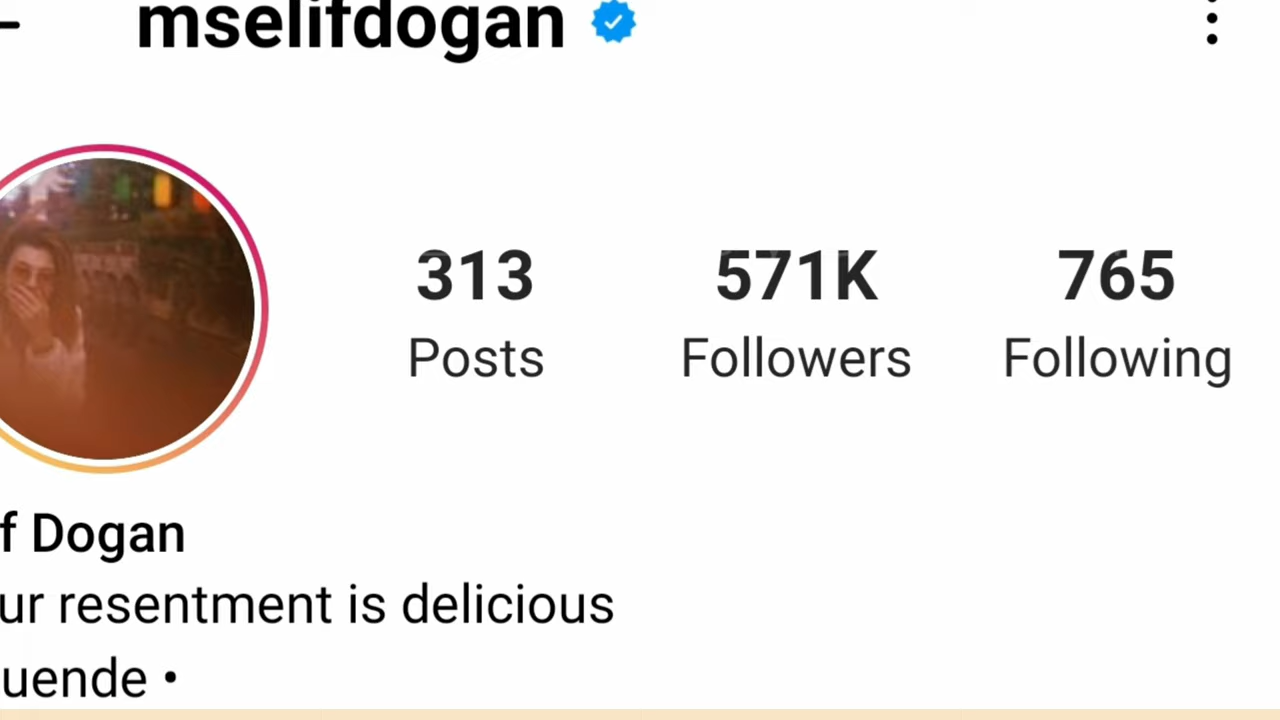 mselifdogan
313 571K 765
Posts Followers Following
f Dogan
ur resentment is delicious
uende •